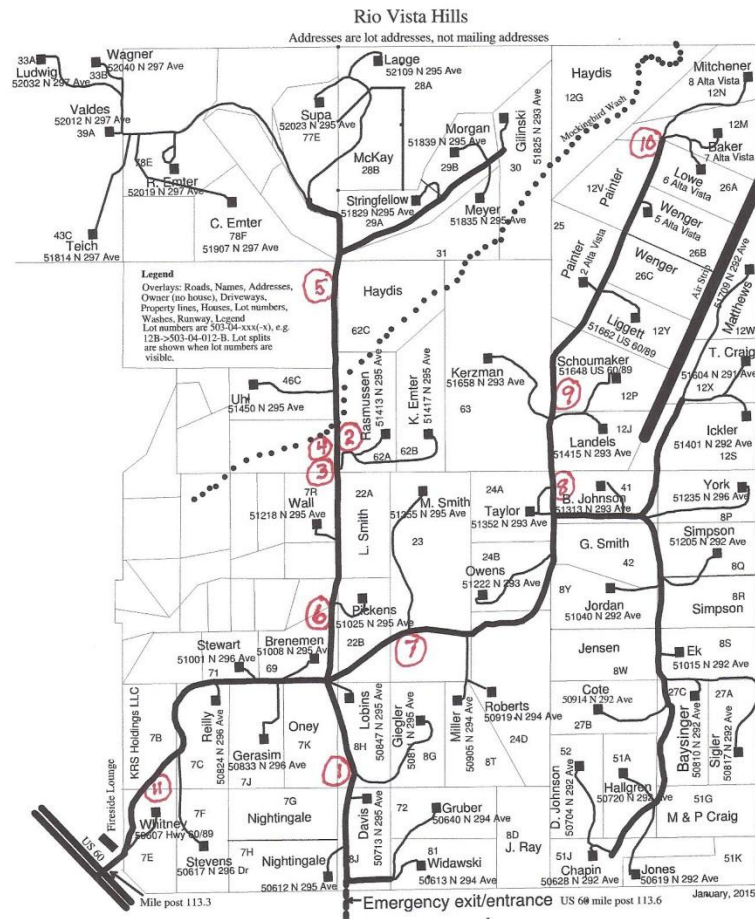 Rio Vista Hills
Addresses are lot addresses, not mailing addresses
33A
Ludwig
52032 N 297 Ave
Wagner
52040 N 297 Ave
33B
Valdes
52012 N 297 Ave
39A
78E
R. Emter
52019 N 297 Ave
C. Emter
78F
51907 N 297 Ave
43C
Teich
51814 N 297 Ave
Lange
52109 N 295 Ave
28A
Supa
52023 N 295 Ave
77E
McKay
28B
Morgan
51839 N 295 Ave
29B
Gilinski
51825 N 293 Ave
30
Stringfellow
51829 N295 Ave
29A
Meyer
51835 N 295 Ave
31
Haydis
12G
Mockingbird Wash
Mitchener
8 Alta Vista
12N
12M
Baker
7 Alta Vista
10
Lowe
6 Alta Vista
26A
12V
Painter
Wenger
5 Alta Vista
26B
25
Painter
2 Alta Vista
Wenger
26C
Air Strip
51709 N 292 Ave
Matthews
12W
Liggett
51662 US 60/89
12Y
Legend
Overlays: Roads, Names, Addresses,
Owner (no house), Driveways,
Property lines, Houses, Lot numbers,
Washes, Runway, Legend
Lot numbers are 503-04-xxx(-x), e.g.
12B->503-04-012-B. Lot splits
are shown when lot numbers are
visible.
5
Haydis
62C
46C
Uhl
51450 N 295 Ave
Rasmussen
51413 N 295 Ave
K. Emter
51417 N 295 Ave
Kerzman
51658 N 293 Ave
63
Schoumaker
51648 US 60/89
12P
9
T. Craig
51604 N 291 Ave
12X
Landels
51415 N 293 Ave
12J
Ickler
51401 N 292 Ave
12S
4
2
3
62A
62B
7R
Wall
51218 N 295 Ave
22A
L. Smith
M. Smith
51355 N 295 Ave
23
24A
Taylor
51352 N 293 Ave
8
B. Johnson
51313 N 293 Ave
41
York
51235 N 296 Ave
8P
24B
Owens
51222 N 293 Ave
G. Smith
42
Simpson
51205 N 292 Ave
8Q
8Y
Jordan
51040 N 292 Ave
8R
Simpson
6
Pickens
51025 N 295 Ave
22B
7
Jensen
8W
8S
Ek
51015 N 292 Ave
Stewart
51001 N 296 Ave
71
Brenemen
51008 N 295 Ave
69
KRS Holdings LLC
7B
Reilly
50824 N 296 Ave
7C
Gerasim
50833 N 296 Ave
7J
Oney
7K
Lobins
50847 N 295 Ave
8H
Giegler
8G
Miller
50905 N 294 Ave
Roberts
50919 N 294 Ave
24D
8T
Cote
50914 N 292 Ave
27B
27C
Baysinger
50810 N 292 Ave
27A
Sigler
50817 N 292 Ave
11
1
Fireside Lounge
Whitney
50607 Hwy 60/89
7E
7F
Stevens
50617 N 296 Dr
7G
Nightingale
7H
Nightingale
50612 N 295 Ave
8J
Davis
50713 N 295 Ave
72
Gruber
50640 N 294 Ave
81
Widawski
50613 N 294 Ave
8D
J. Ray
52
D. Johnson
50704 N 292 Ave
51A
Hallgren
50720 N 292 Ave
51G
M & P Craig
51J
Chapin
50628 N 292 Ave
Jones
50619 N 292 Ave
51K
US 60
Mile post 113.3
Emergency exit/entrance
US 60 mile post 113.6
January, 2015